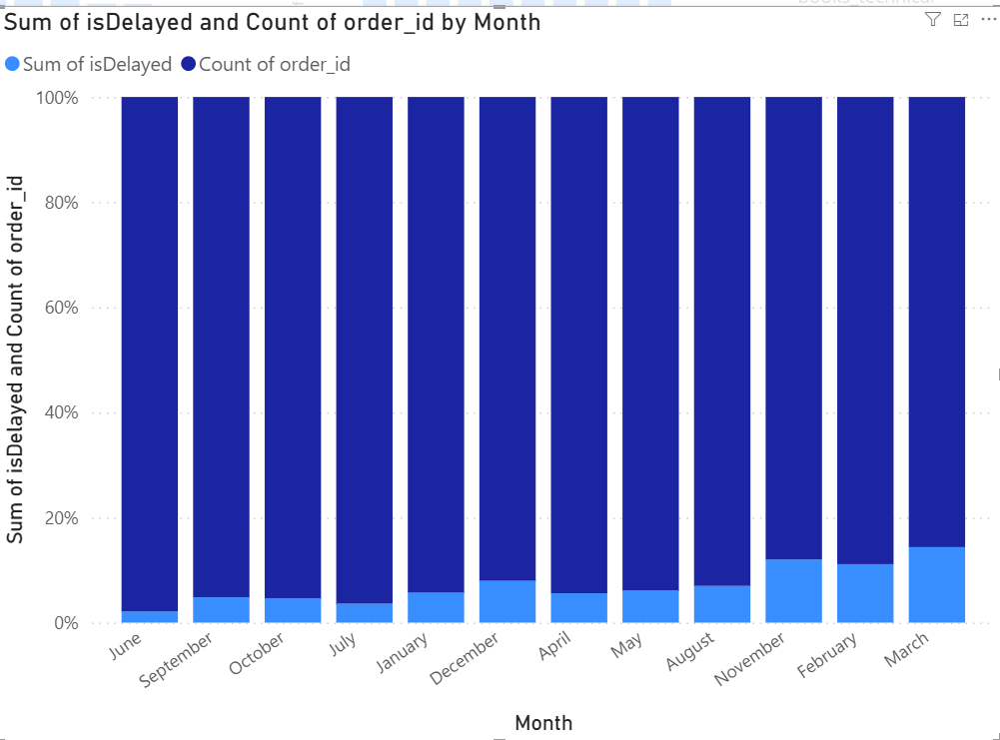 books_technical
Sum of isDelayed and Count of order_id by Month
Sum of isDelayed Count of order_id
100%
80%
60%
40%
20%
0%
Sum of isDelayed and Count of order_id
June September October July January December April May August November February March
Month